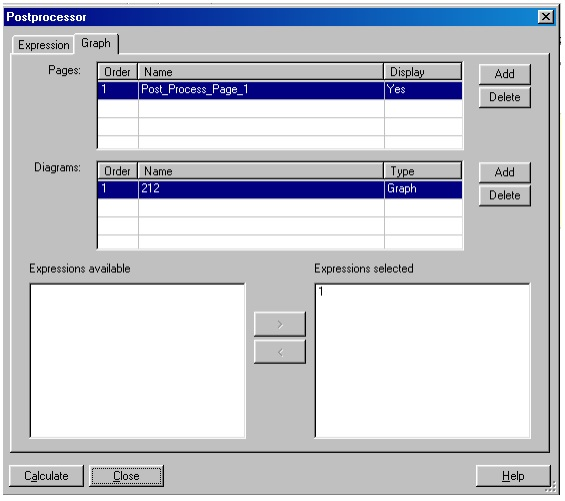 Postprocessor
Expression Graph
Pages:
Order Name Display
1 Post_Process_Page_1 Yes
Add
Delete
Diagrams:
Order Name Type
1 212 Graph
Add
Delete
Expressions available
Expressions selected
1
>
<
Calculate Close Help